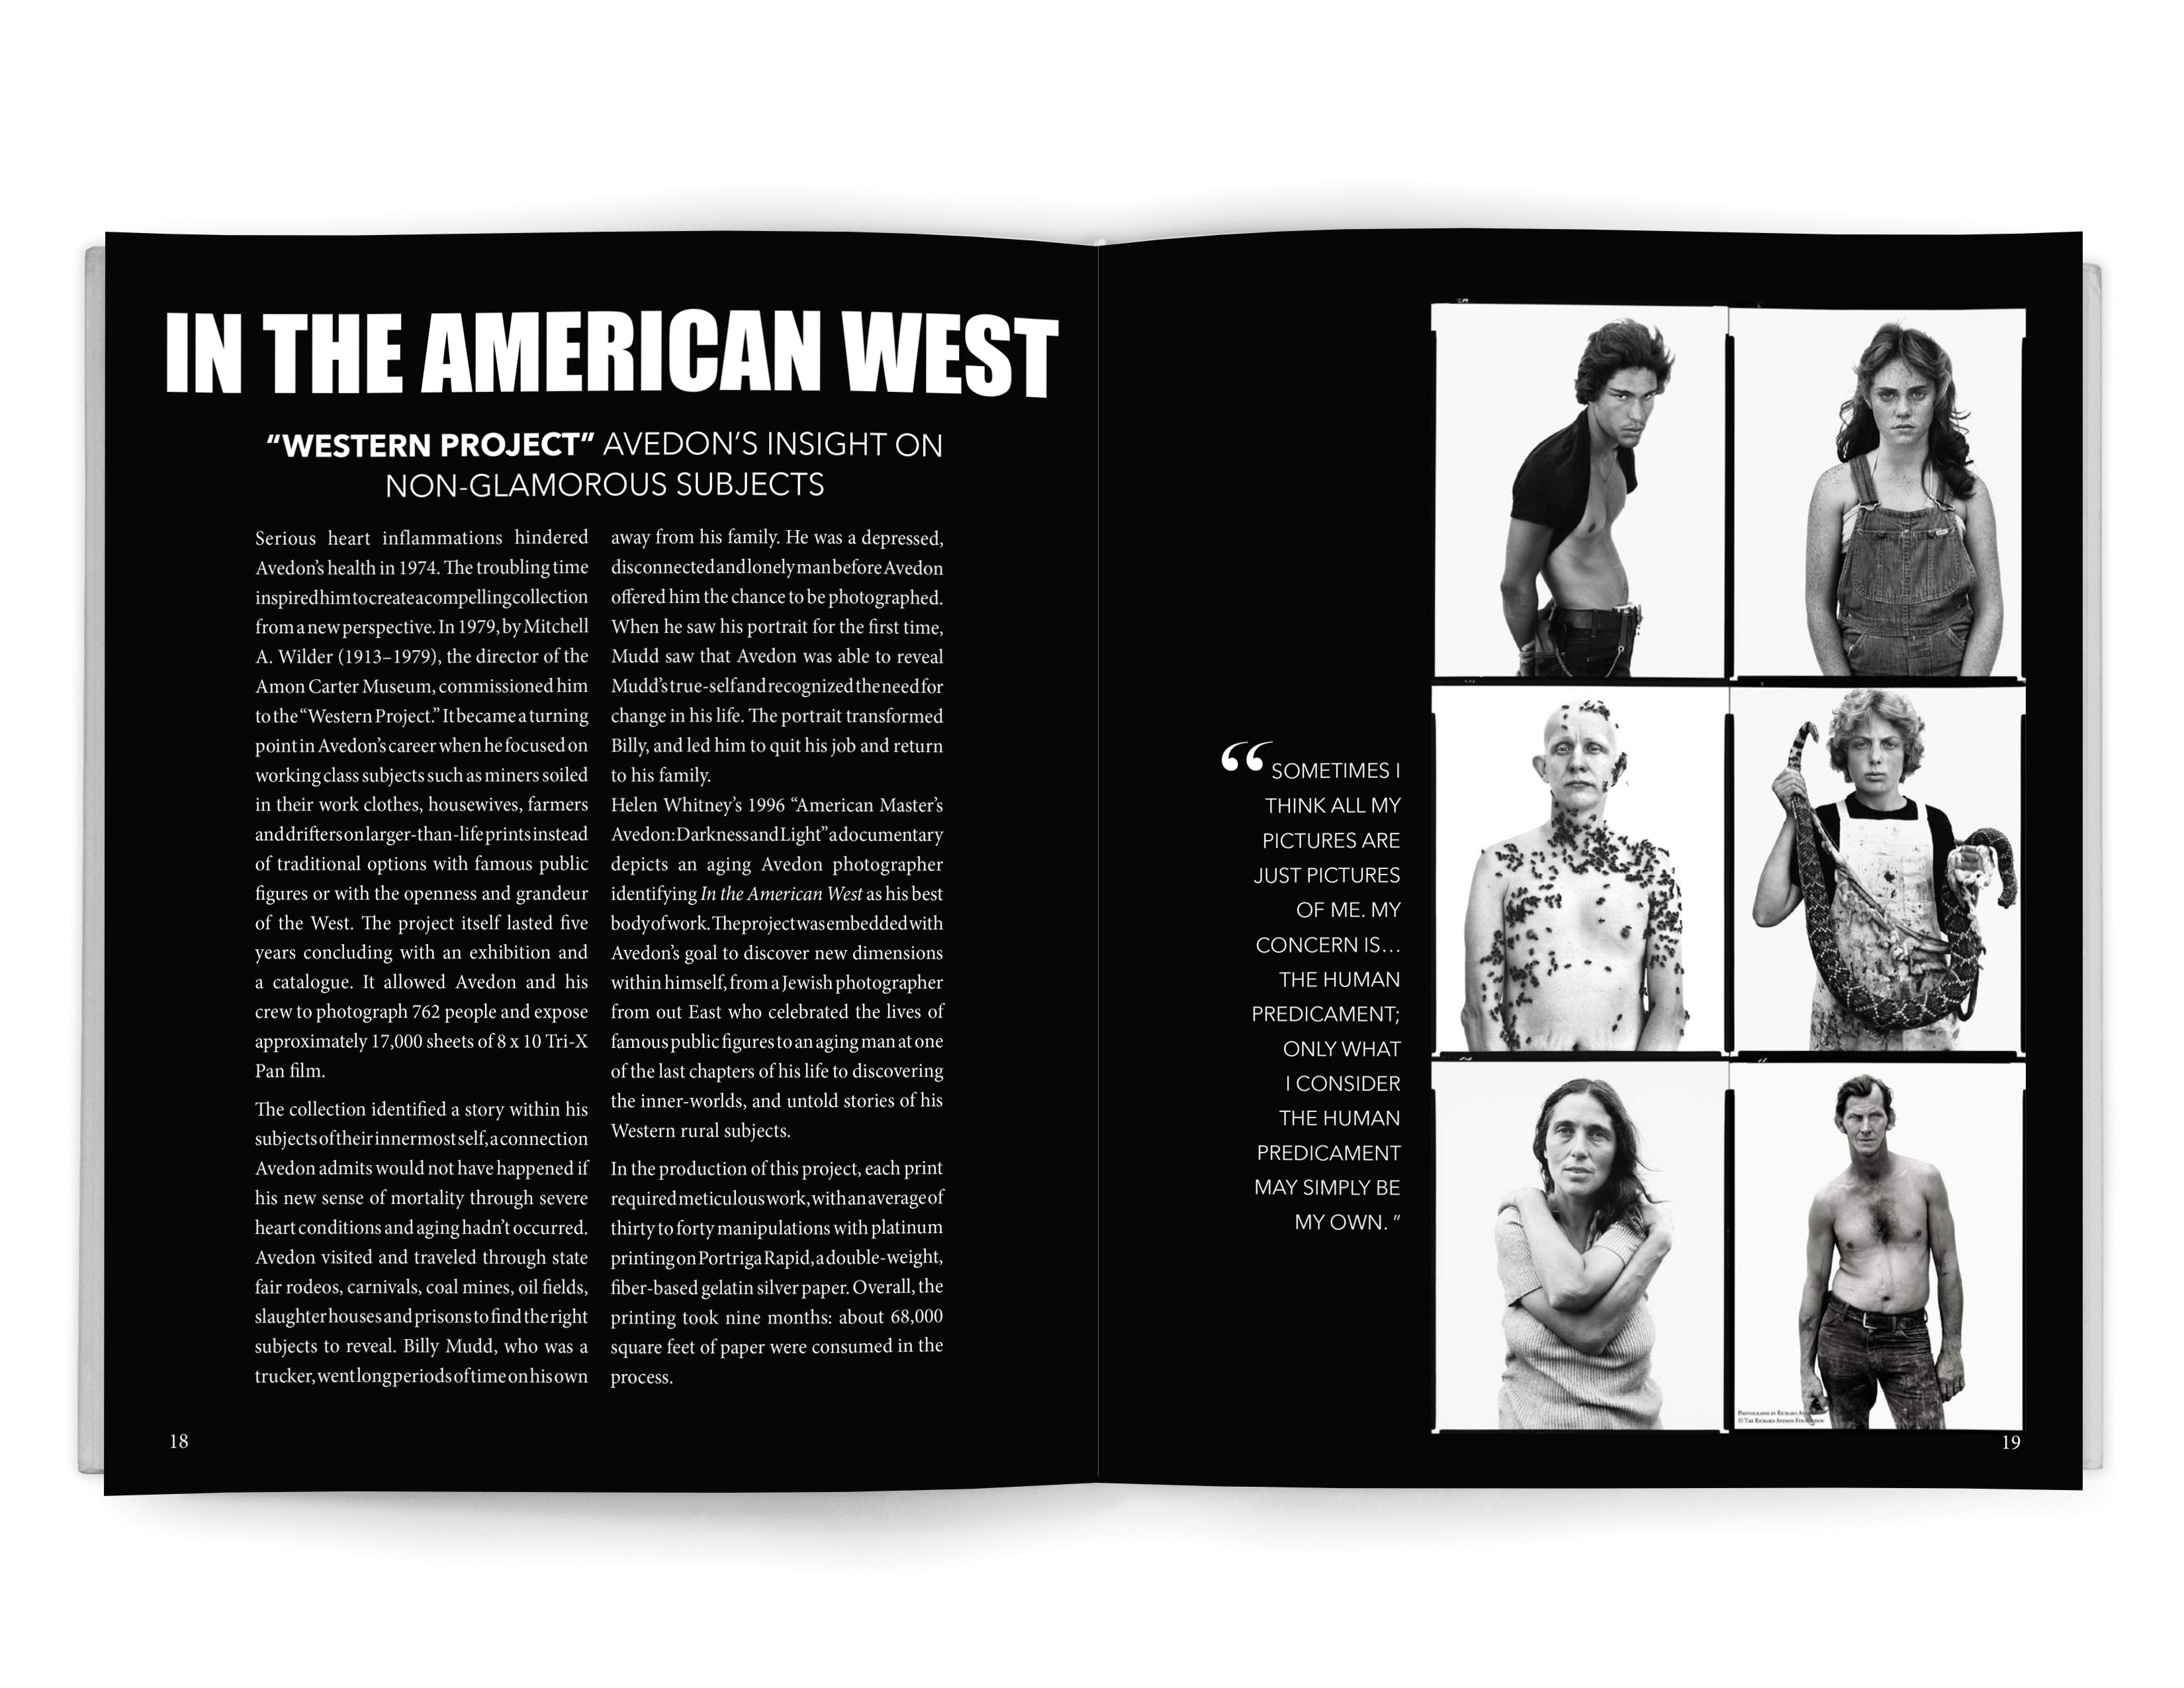 IN THE AMERICAN WEST
“WESTERN PROJECT” AVEDON’S INSIGHT ON
NON-GLAMOROUS SUBJECTS
Serious heart inflammations hindered
Avedon’s health in 1974. The troubling time
inspired him to create a compelling collection
from a new perspective. In 1979, by Mitchell
A. Wilder (1913–1979), the director of the
Amon Carter Museum, commissioned him
to the “Western Project.” It became a turning
point in Avedon’s career when he focused on
working class subjects such as miners soiled
in their work clothes, housewives, farmers
and drifters on larger-than-life prints instead
of traditional options with famous public
figures or with the openness and grandeur
of the West. The project itself lasted five
years concluding with an exhibition and
a catalogue. It allowed Avedon and his
crew to photograph 762 people and expose
approximately 17,000 sheets of 8 x 10 Tri-X
Pan film.
The collection identified a story within his
subjects of their innermost self, a connection
Avedon admits would not have happened if
his new sense of mortality through severe
heart conditions and aging hadn’t occurred.
Avedon visited and traveled through state
fair rodeos, carnivals, coal mines, oil fields,
slaughter houses and prisons to find the right
subjects to reveal. Billy Mudd, who was a
trucker, went long periods of time on his own
away from his family. He was a depressed,
disconnected and lonely man before Avedon
offered him the chance to be photographed.
When he saw his portrait for the first time,
Mudd saw that Avedon was able to reveal
Mudd’s true-self and recognized the need for
change in his life. The portrait transformed
Billy, and led him to quit his job and return
to his family.
Helen Whitney’s 1996 “American Master’s
Avedon: Darkness and Light” a documentary
depicts an aging Avedon photographer
identifying In the American West as his best
body of work. The project was embedded with
Avedon’s goal to discover new dimensions
within himself, from a Jewish photographer
from out East who celebrated the lives of
famous public figures to an aging man at one
of the last chapters of his life to discovering
the inner-worlds, and untold stories of his
Western rural subjects.
In the production of this project, each print
required meticulous work, with an average of
thirty to forty manipulations with platinum
printing on Portriga Rapid, a double-weight,
fiber-based gelatin silver paper. Overall, the
printing took nine months: about 68,000
square feet of paper were consumed in the
process.
18
“ SOMETIMES I
THINK ALL MY
PICTURES ARE
JUST PICTURES
OF ME. MY
CONCERN IS…
THE HUMAN
PREDICAMENT;
ONLY WHAT
I CONSIDER
THE HUMAN
PREDICAMENT
MAY SIMPLY BE
MY OWN. ”
Photographs by Richard
© The Richard Avedon
19